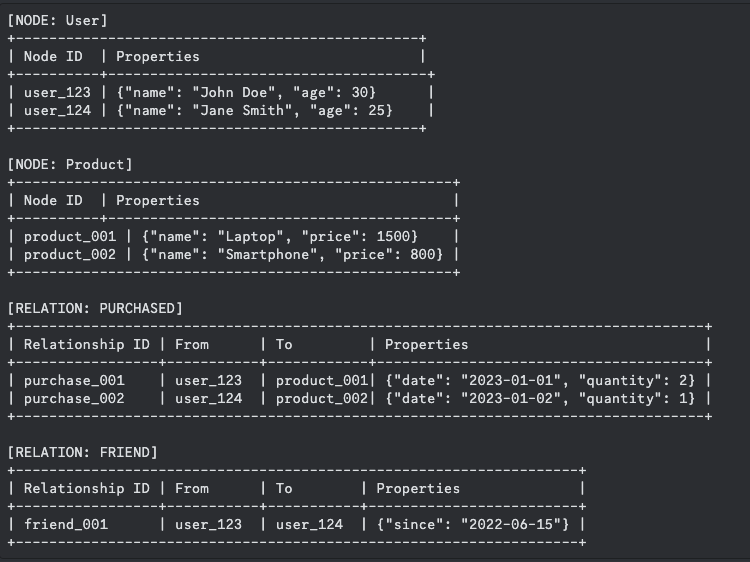 [NODE: User]
+------------------------------------------------+
| Node ID  | Properties                          |
+----------+--------------------------------------+
| user_123 | {"name": "John Doe", "age": 30}      |
| user_124 | {"name": "Jane Smith", "age": 25}    |
+------------------------------------------------+
[NODE: Product]
+----------------------------------------------------+
| Node ID  | Properties                              |
+----------+-----------------------------------------+
| product_001 | {"name": "Laptop", "price": 1500}    |
| product_002 | {"name": "Smartphone", "price": 800} |
+----------------------------------------------------+
[RELATION: PURCHASED]
+----------------------------------------------------------------------------------+
| Relationship ID | From      | To         | Properties                            |
+-----------------+-----------+------------+---------------------------------------+
| purchase_001    | user_123  | product_001| {"date": "2023-01-01", "quantity": 2} |
| purchase_002    | user_124  | product_002| {"date": "2023-01-02", "quantity": 1} |
+----------------------------------------------------------------------------------+
[RELATION: FRIEND]
+-------------------------------------------------------------------+
| Relationship ID | From      | To        | Properties              |
+-----------------+-----------+-----------+-------------------------+
| friend_001      | user_123  | user_124  | {"since": "2022-06-15"} |
+-------------------------------------------------------------------+